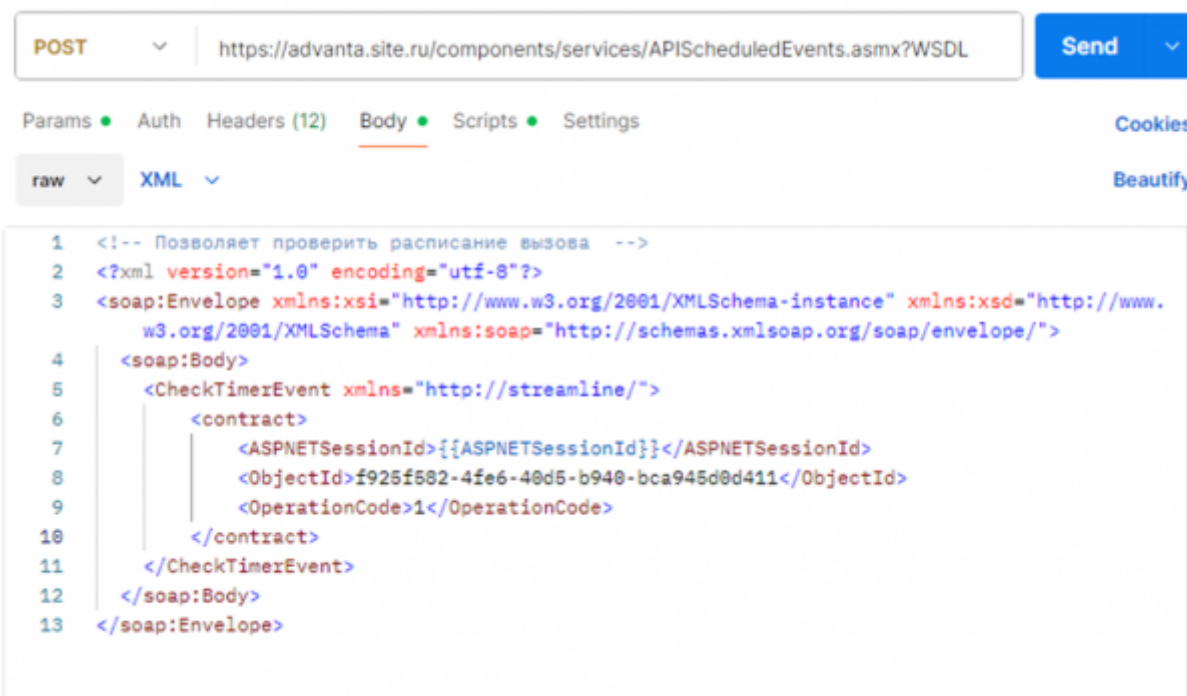 POST https://advanta.site.ru/components/services/APIScheduledEvents.asmx?WSDL Send
Params Auth Headers (12) Body Scripts Settings Cookies
raw XML Beautify
1 <!-- Позволяет проверить расписание вызова -->
2 <?xml version="1.0" encoding="utf-8"?>
3 <soap:Envelope xmlns:xsi="http://www.w3.org/2001/XMLSchema-instance" xmlns:xsd="http://www.
w3.org/2001/XMLSchema" xmlns:soap="http://schemas.xmlsoap.org/soap/envelope/">
4 <soap:Body>
5 <CheckTimerEvent xmlns="http://streamline/">
6 <contract>
7 <ASPNETSessionId>{{ASPNETSessionId}}</ASPNETSessionId>
8 <ObjectId>f925f582-4fe6-40d5-b940-bca945d0d411</ObjectId>
9 <OperationCode>1</OperationCode>
10 </contract>
11 </CheckTimerEvent>
12 </soap:Body>
13 </soap:Envelope>